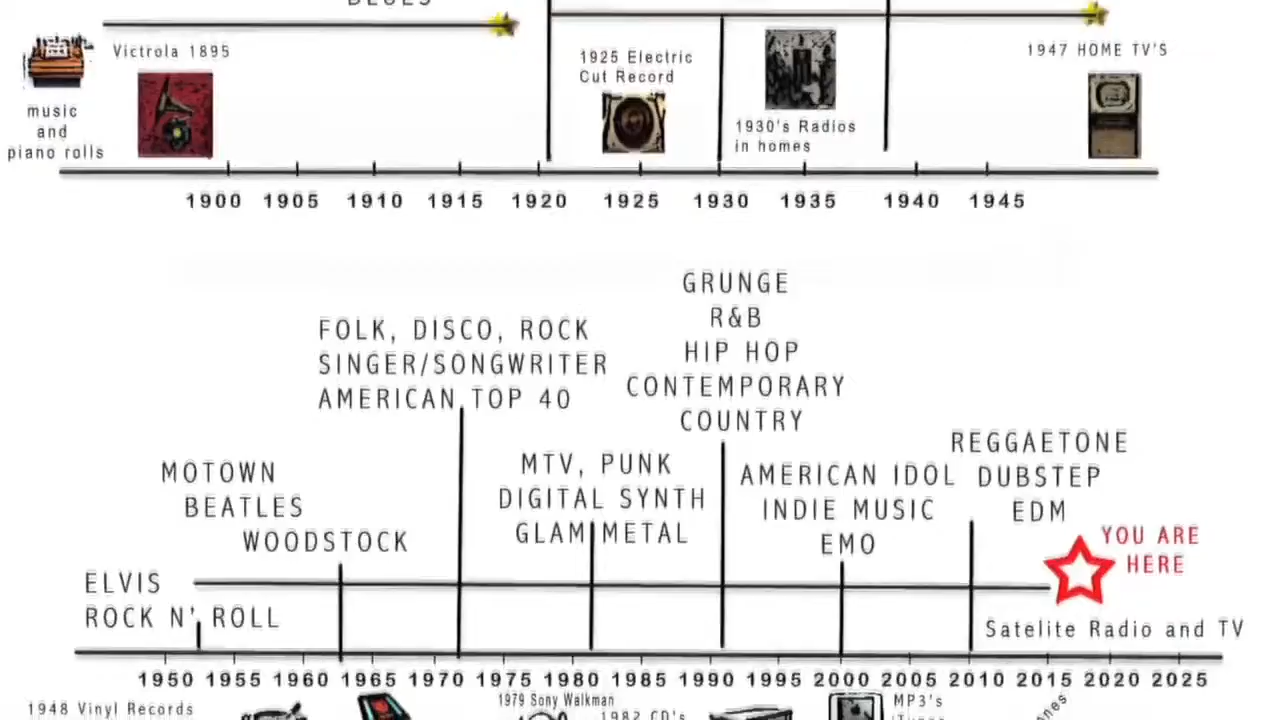 BLUES
Victrola 1895
music
and
piano rolls
1925 Electric
Cut Record
1930's Radios
in homes
1947 HOME TV'S
1900 1905 1910 1915 1920 1925 1930 1935 1940 1945
GRUNGE
R&B
HIP HOP
CONTEMPORARY
COUNTRY
FOLK, DISCO, ROCK
SINGER/SONGWRITER
AMERICAN TOP 40
MOTOWN
BEATLES
WOODSTOCK
MTV, PUNK
DIGITAL SYNTH
GLAM METAL
AMERICAN IDOL
INDIE MUSIC
EMO
REGGAETONE
DUBSTEP
EDM
YOU ARE
HERE
ELVIS
ROCK N' ROLL
Satelite Radio and TV
1950 1955 1960 1965 1970 1975 1980 1985 1990 1995 2000 2005 2010 2015 2020 2025
1948 Vinyl Records
1979 Sony Walkman
1982 CD's
MP3's
iTunes